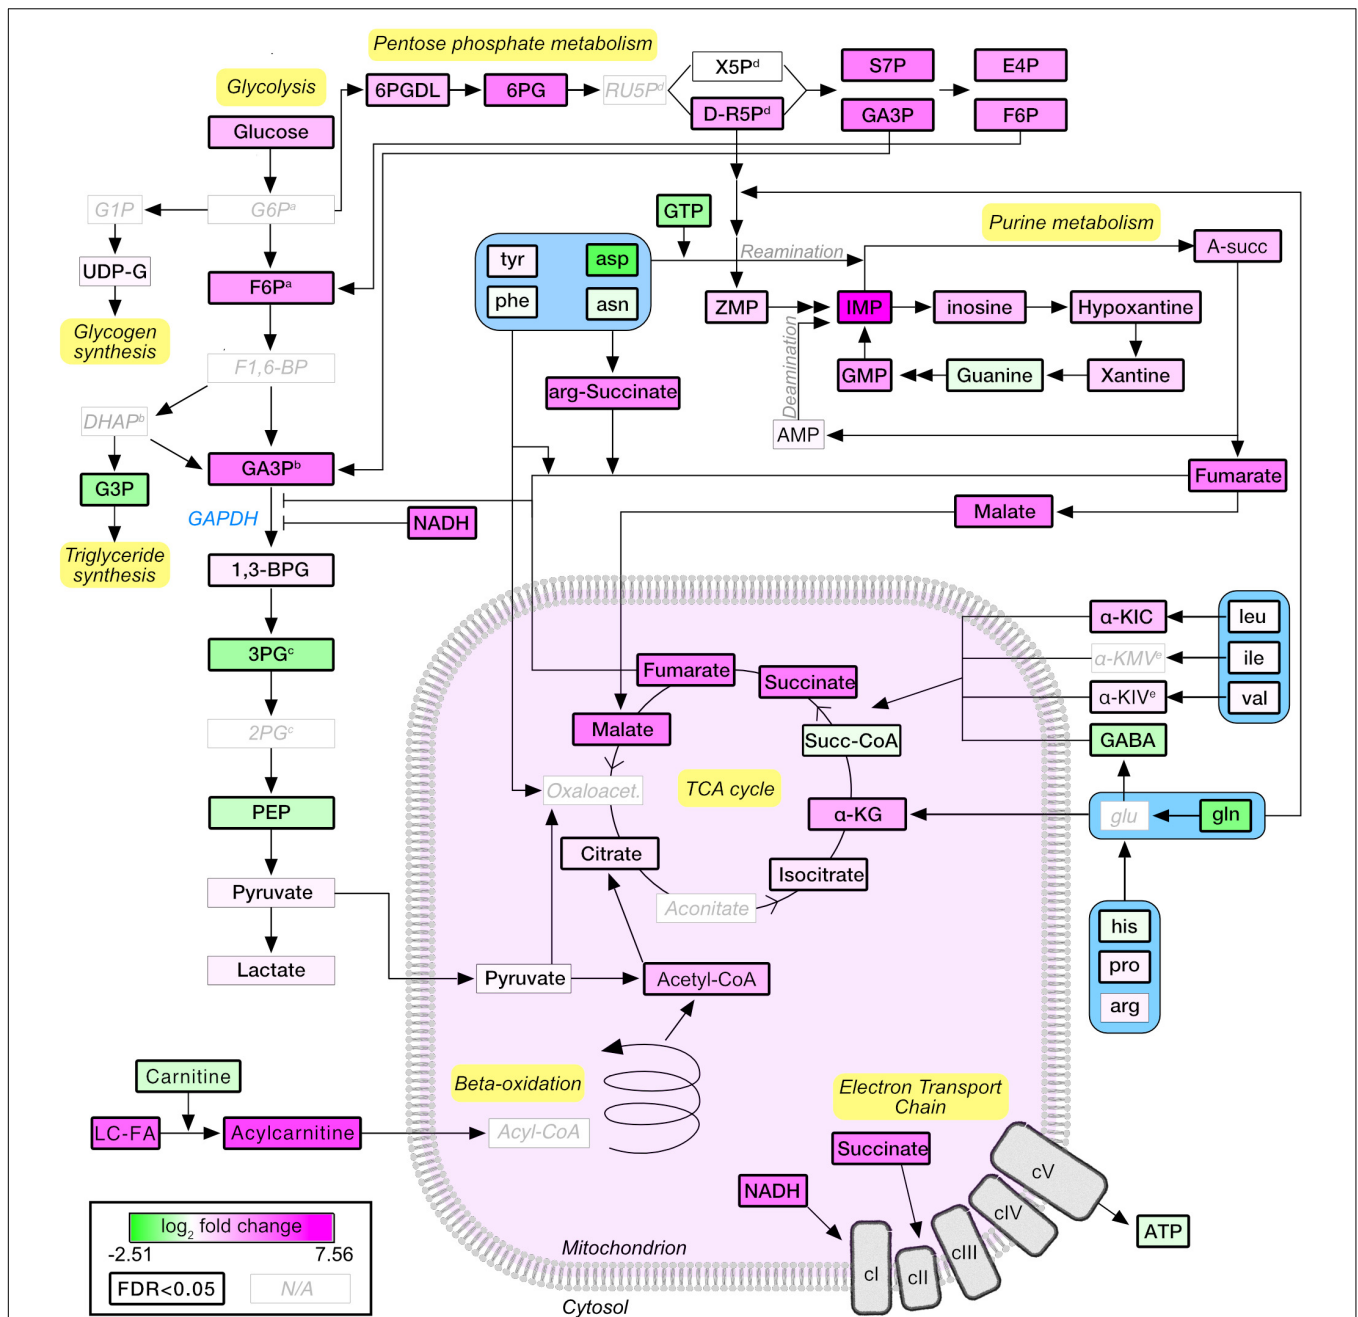 Pentose phosphate metabolism
Glycolysis
6PGDL
6PG
RU5Pᵈ
X5Pᵈ
D-R5Pᵈ
S7P
GA3P
E4P
F6P
Glucose
G1P
G6Pᵃ
UDP-G
Glycogen
synthesis
F6Pᵃ
F1,6-BP
DHAPᵇ
GA3Pᵇ
G3P
GAPDH
NADH
Triglyceride
synthesis
1,3-BPG
3PGᶜ
2PGᶜ
PEP
Pyruvate
Lactate
GTP
tyr
asp
phe
asn
arg-Succinate
Reamination
Purine metabolism
A-succ
ZMP
IMP
inosine
Hypoxantine
Deamination
GMP
Guanine
Xantine
AMP
Fumarate
Malate
α-KIC
leu
α-KMVᵉ
ile
α-KIVᵉ
val
GABA
glu
gln
his
pro
arg
Fumarate
Succinate
Malate
Succ-CoA
Oxaloacet.
TCA cycle
α-KG
Citrate
Isocitrate
Aconitate
Pyruvate
Acetyl-CoA
Beta-oxidation
Acyl-CoA
Carnitine
LC-FA
Acylcarnitine
Electron Transport
Chain
Succinate
NADH
cI
cII
cIII
cIV
cV
ATP
Mitochondrion
Cytosol
log₂ fold change
-2.51
7.56
FDR<0.05
N/A